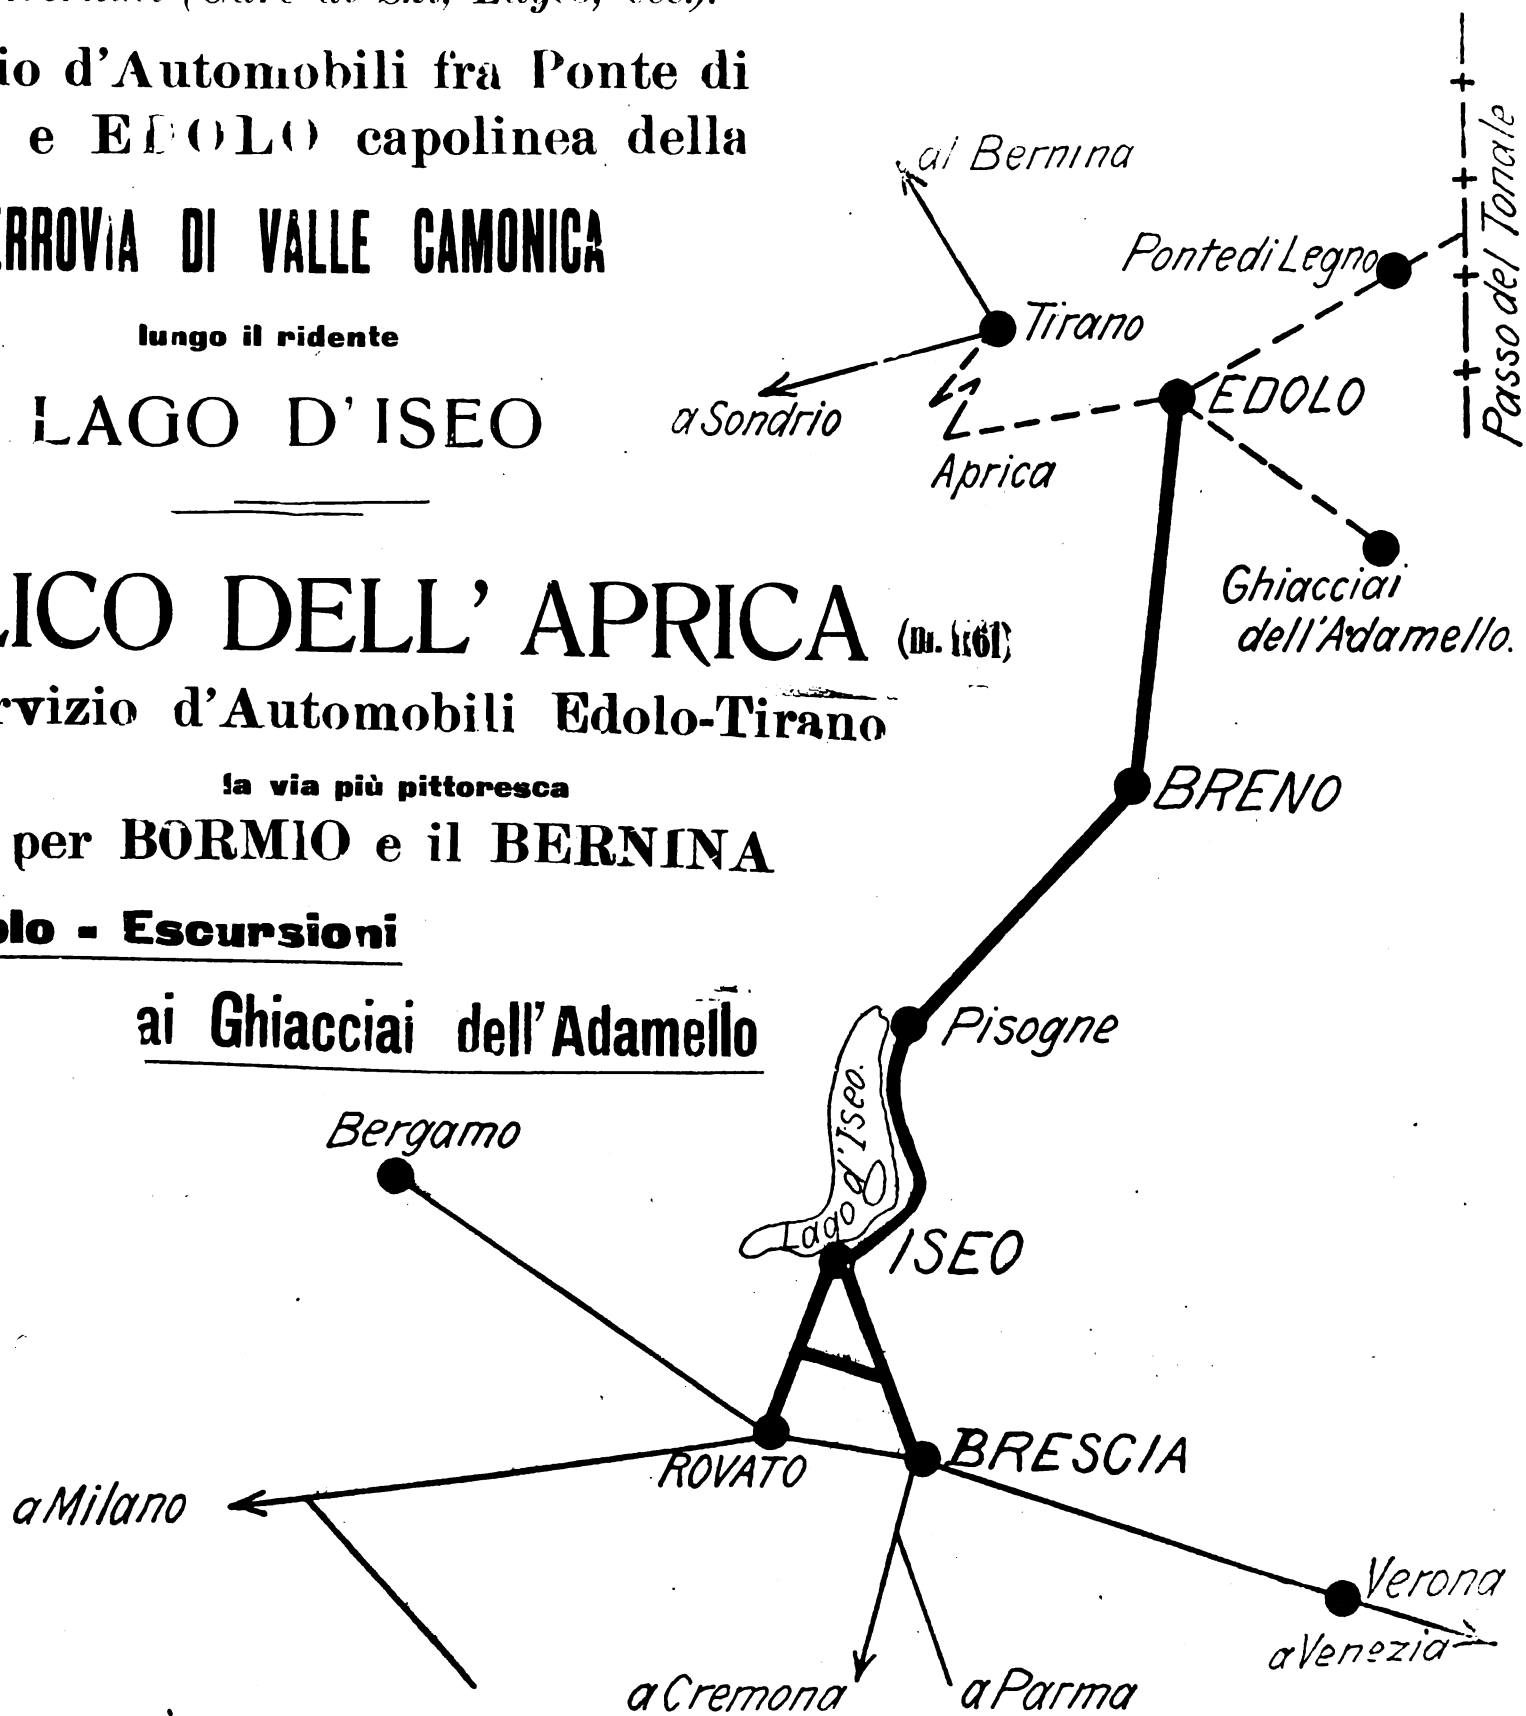 io d'Automobili fra Ponte di
e EDOLO capolinea della
ERROVIA DI VALLE CAMONICA
lungo il ridente
LAGO D'ISEO
LICO DELL'APRICA (m. 1161)
rvizio d'Automobili Edolo-Tirano
la via più pittoresca
per BORMIO e il BERNINA
olo - Escursioni
ai Ghiacciai dell'Adamello
al Bernina
Passo del Tonale
Ponte di Legno
Tirano
EDOLO
a Sondrio
Aprica
Ghiacciai
dell'Adamello.
BRENO
Pisogne
Lago d'Iseo.
Bergamo
ISEO
ROVATO
BRESCIA
a Milano
Verona
a Venezia
a Cremona
a Parma